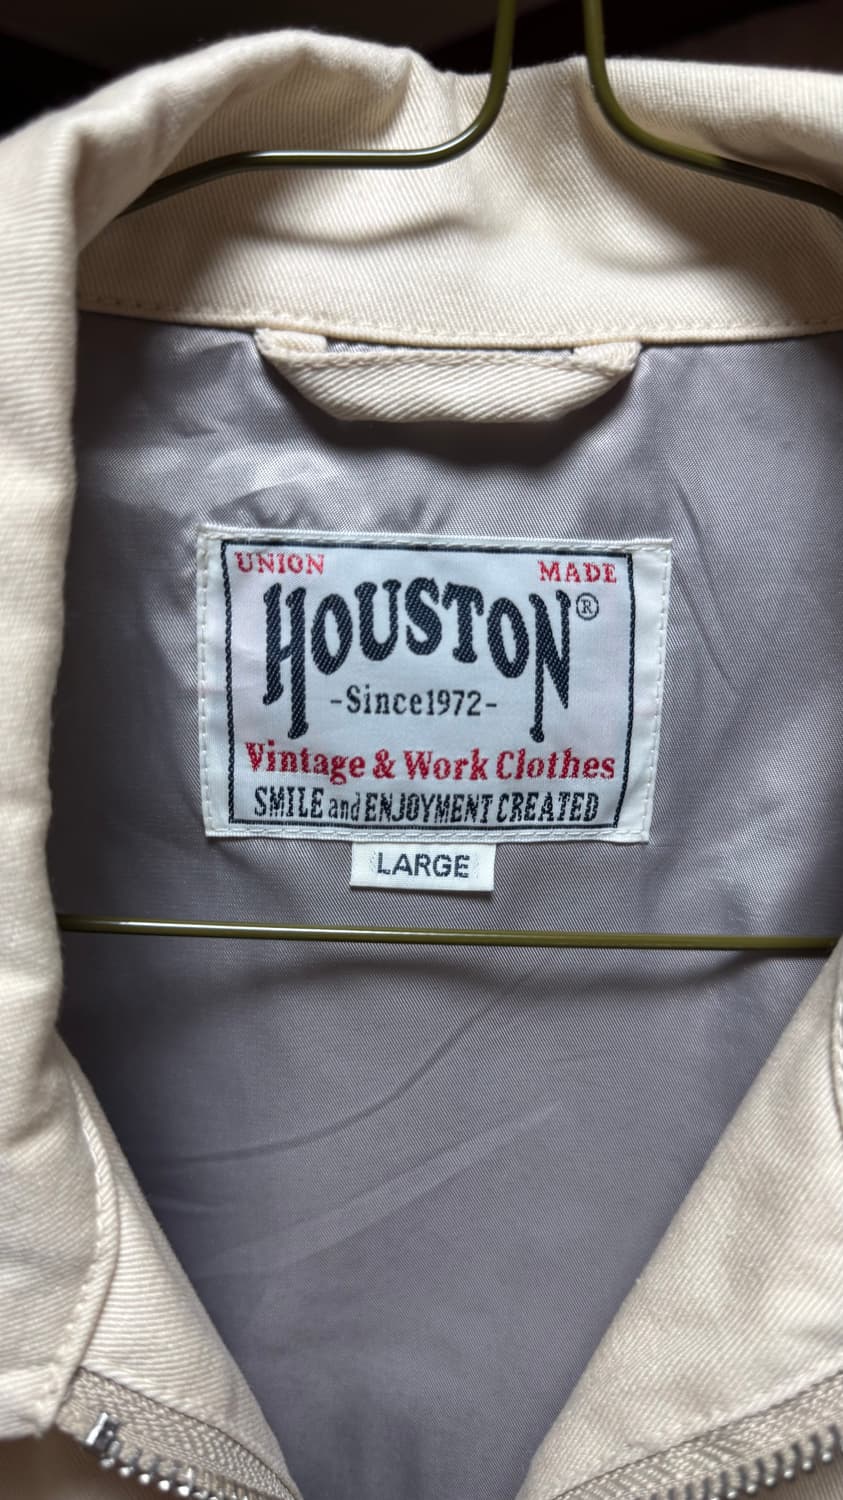 UNION MADE
HOUSTON®
-Since1972-
Vintage & Work Clothes
SMILE and ENJOYMENT CREATED
LARGE